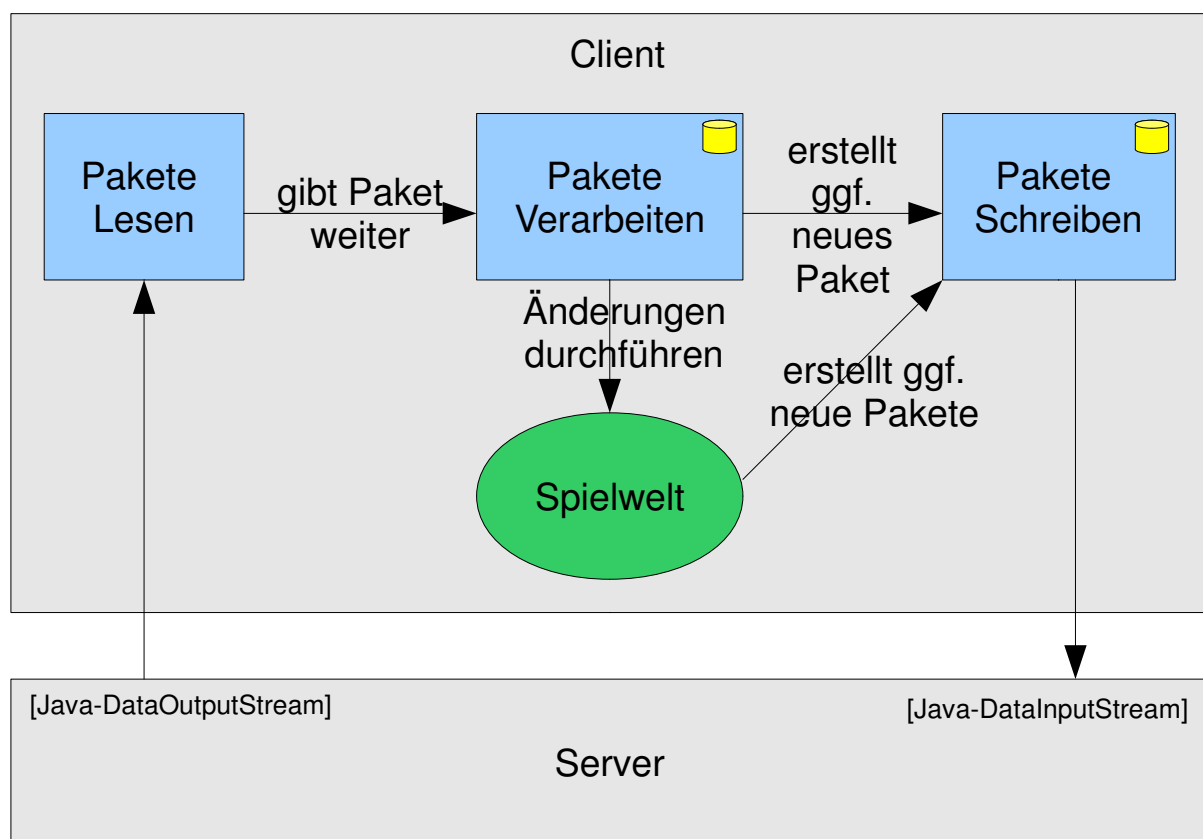 Client
Pakete
Lesen
gibt Paket
weiter
Pakete
Verarbeiten
erstellt
ggf.
neues
Paket
Pakete
Schreiben
Änderungen
durchführen
erstellt ggf.
neue Pakete
Spielwelt
[Java-DataOutputStream]
[Java-DataInputStream]
Server